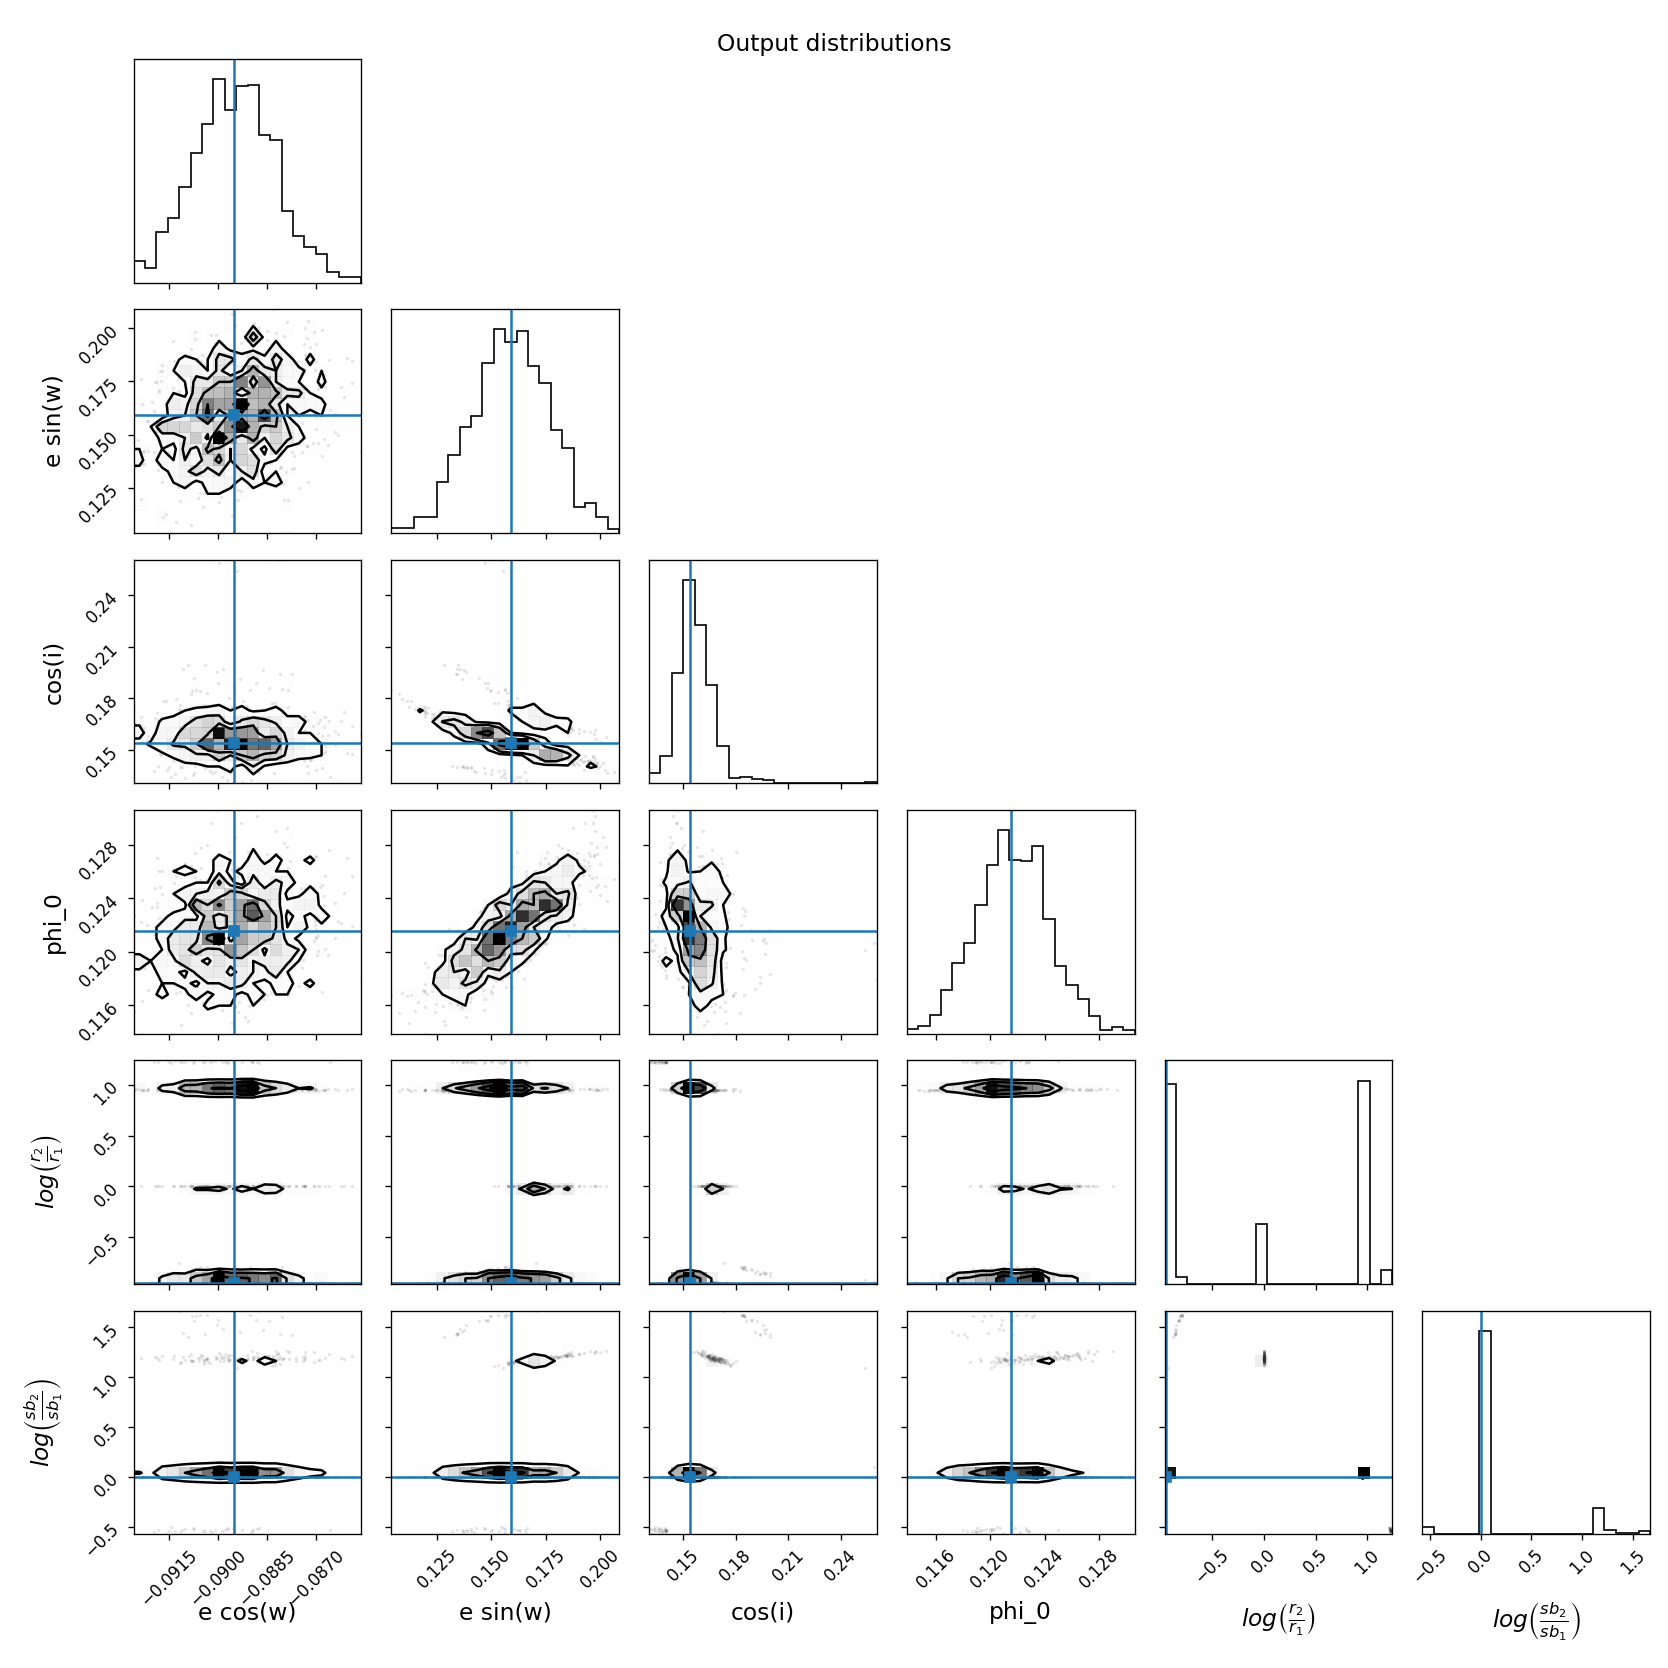 Output distributions
e sin(w)
0.200
0.175
0.150
0.125
cos(i)
0.24
0.21
0.18
0.15
phi_0
0.128
0.124
0.120
0.116
log(r2/r1)
1.0
0.5
0.0
−0.5
log(sb2/sb1)
1.5
1.0
0.5
0.0
−0.5
−0.0915 −0.0900 −0.0885 −0.0870
0.125 0.150 0.175 0.200
0.15 0.18 0.21 0.24
0.116 0.120 0.124 0.128
−0.5 0.0 0.5 1.0
−0.5 0.0 0.5 1.0 1.5
e cos(w)
e sin(w)
cos(i)
phi_0
log(r2/r1)
log(sb2/sb1)